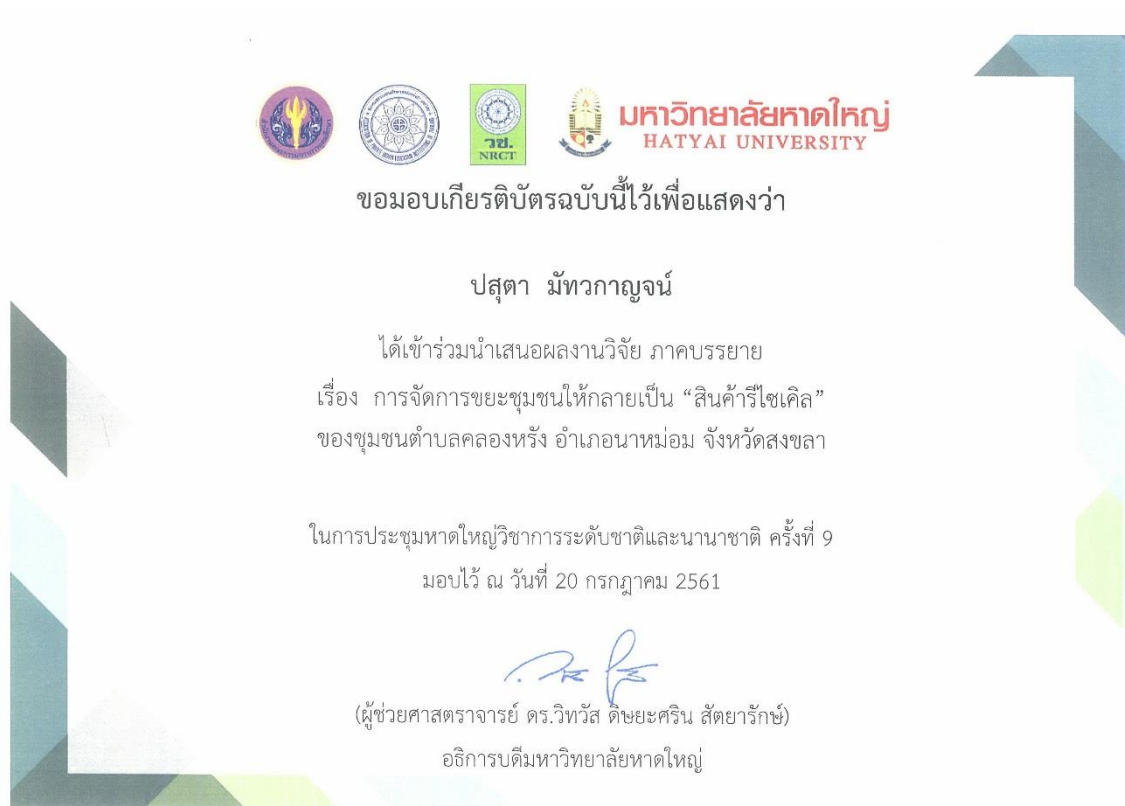 วช.
NRCT
มหาวิทยาลัยหาดใหญ่
HATYAI UNIVERSITY
ขอมอบเกียรติบัตรฉบับนี้ไว้เพื่อแสดงว่า
ปสุตา มัทวกาญจน์
ได้เข้าร่วมนำเสนอผลงานวิจัย ภาคบรรยาย
เรื่อง การจัดการขยะชุมชนให้กลายเป็น “สินค้ารีไซเคิล”
ของชุมชนตำบลคลองหรัง อำเภอนาหม่อม จังหวัดสงขลา
ในการประชุมหาดใหญ่วิชาการระดับชาติและนานาชาติ ครั้งที่ 9
มอบไว้ ณ วันที่ 20 กรกฎาคม 2561
(ผู้ช่วยศาสตราจารย์ ดร.วิทวัส ดิษยะศริน สัตยารักษ์)
อธิการบดีมหาวิทยาลัยหาดใหญ่